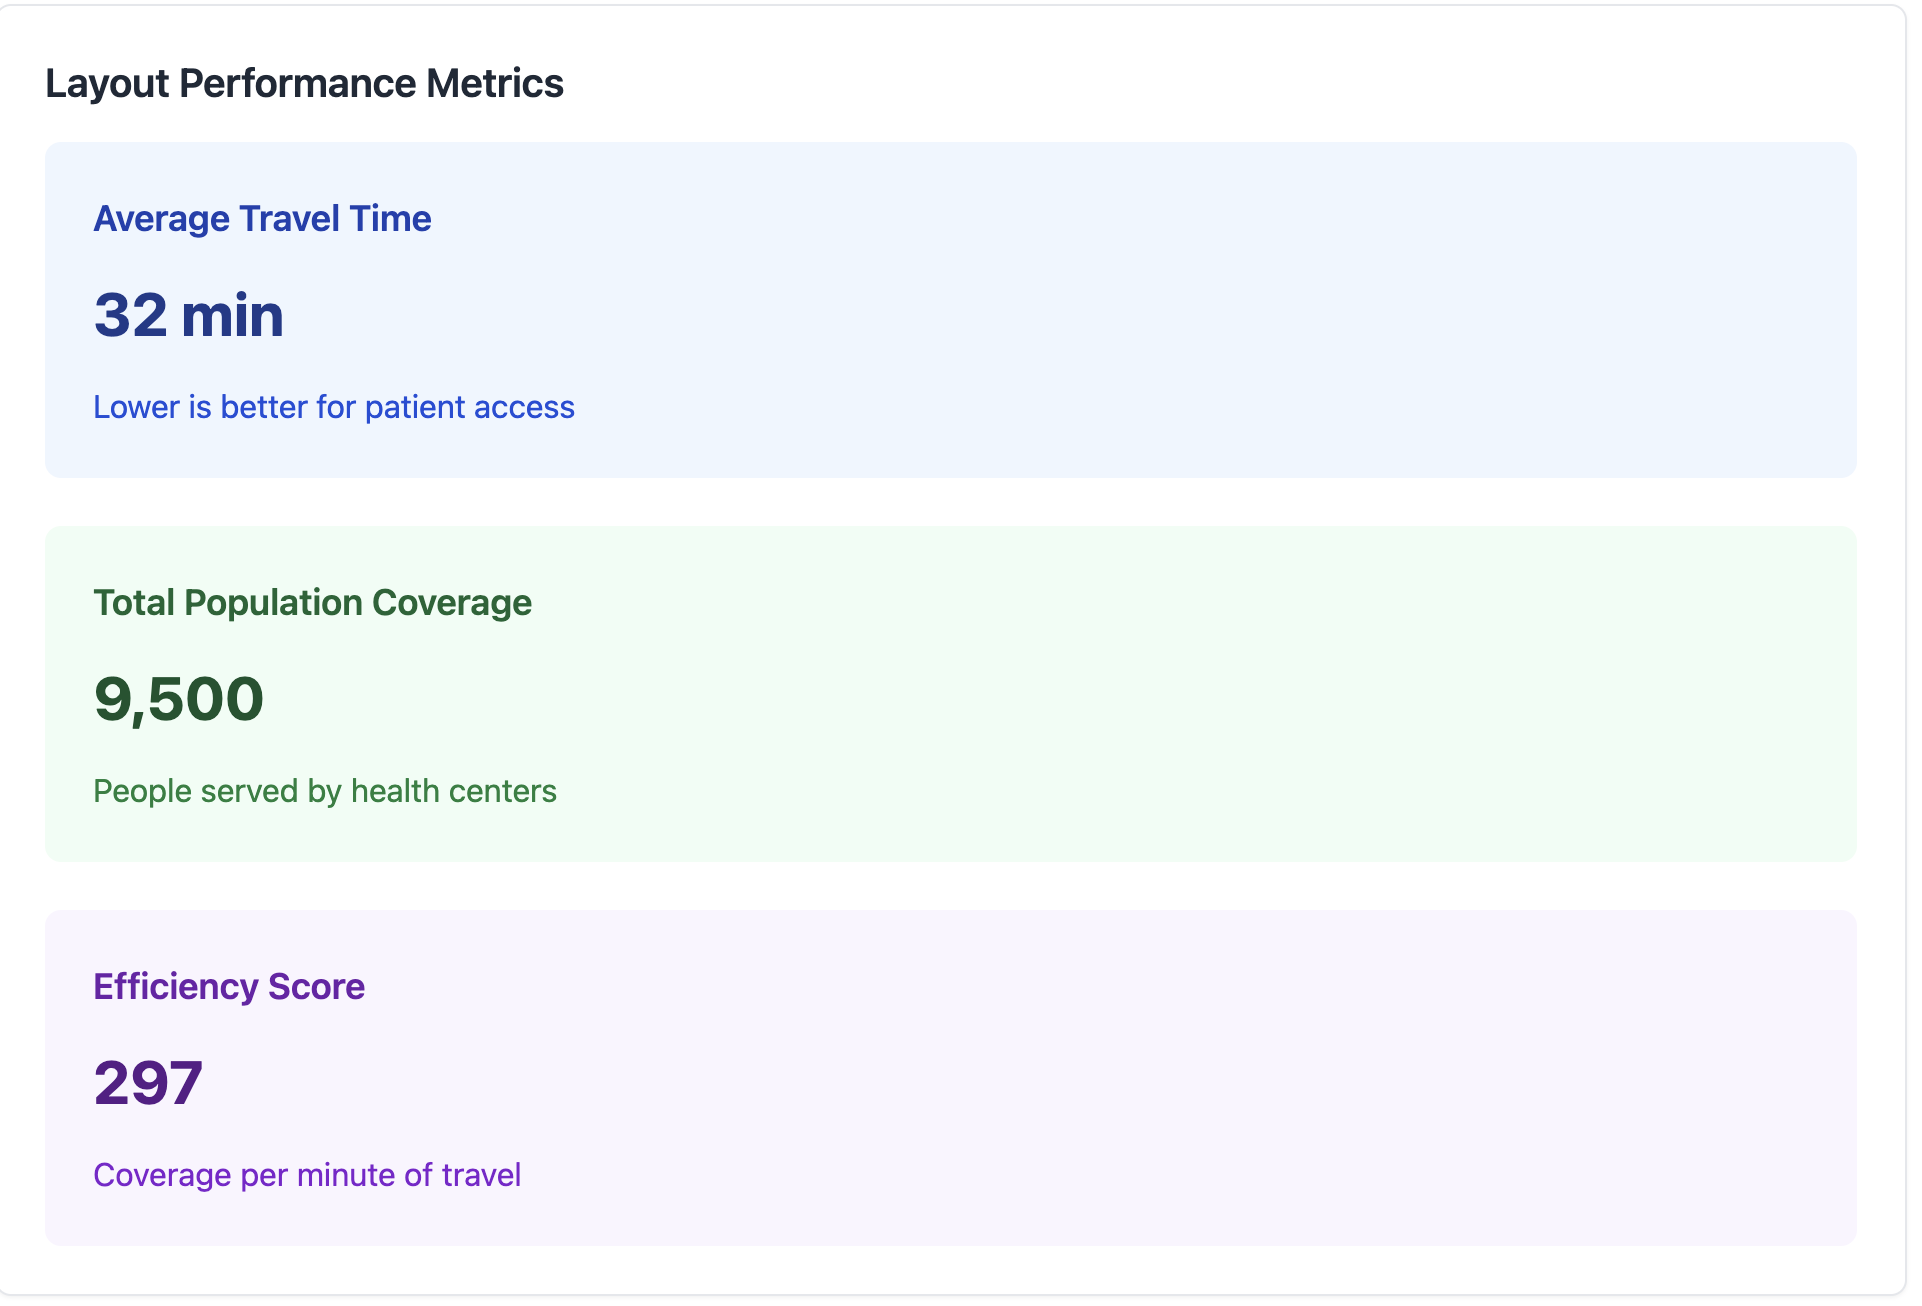 Layout Performance Metrics
Average Travel Time
32 min
Lower is better for patient access
Total Population Coverage
9,500
People served by health centers
Efficiency Score
297
Coverage per minute of travel